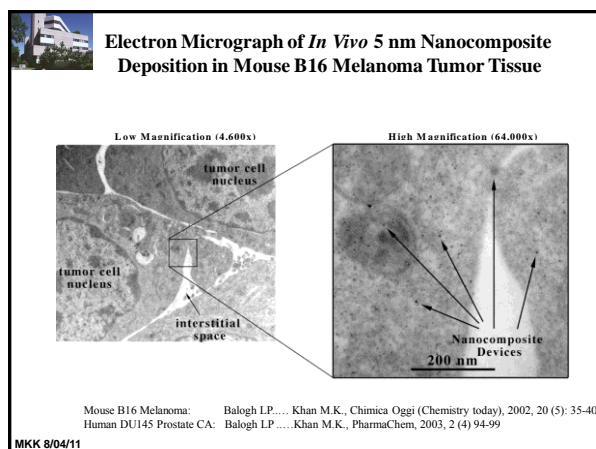 Electron Micrograph of In Vivo 5 nm Nanocomposite
Deposition in Mouse B16 Melanoma Tumor Tissue
Low Magnification (4,600x)
High Magnification (64,000x)
tumor cell
nucleus
tumor cell
nucleus
interstitial
space
Nanocomposite
Devices
200 nm
Mouse B16 Melanoma: Balogh LP..... Khan M.K., Chimica Oggi (Chemistry today), 2002, 20 (5): 35-40
Human DU145 Prostate CA: Balogh LP .....Khan M.K., PharmaChem, 2003, 2 (4) 94-99
MKK 8/04/11